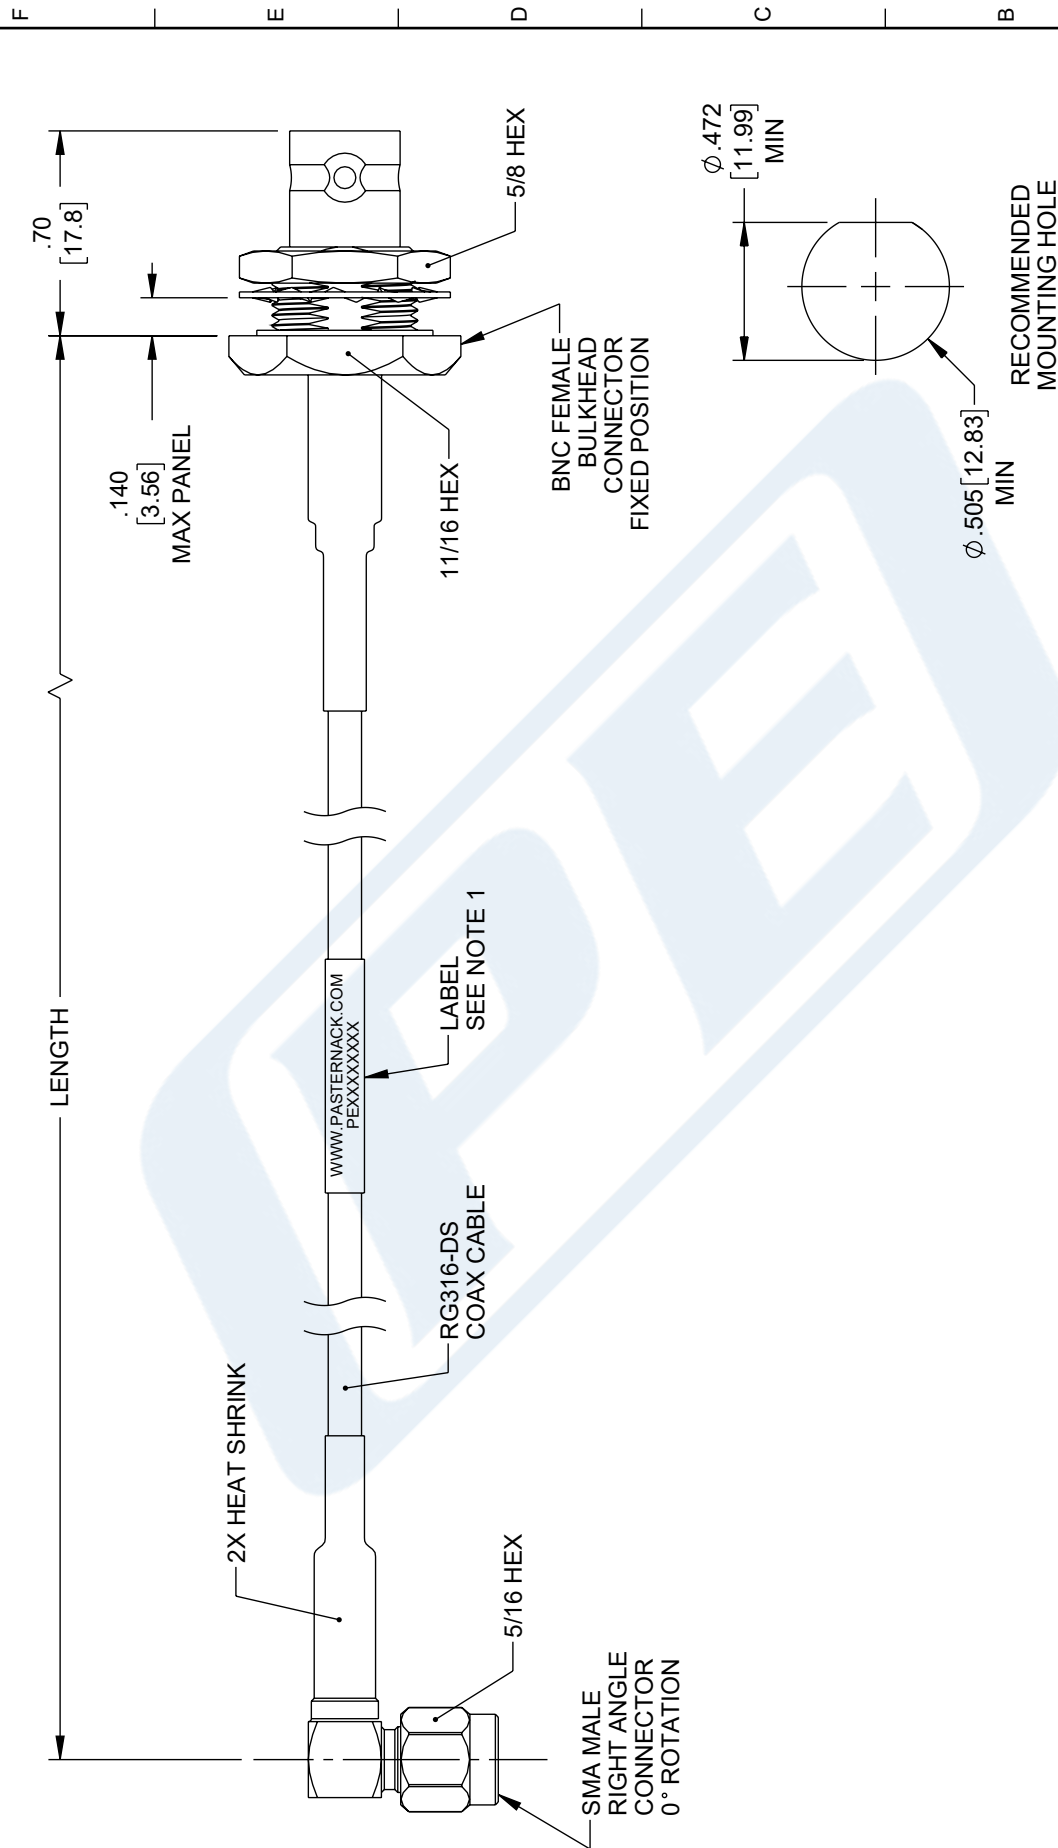 F
E
D
C
B
LENGTH
.70
[17.8]
.140
[3.56]
MAX PANEL
2X HEAT SHRINK
5/8 HEX
11/16 HEX
BNC FEMALE
BULKHEAD
CONNECTOR
FIXED POSITION
WWW.PASTERNACK.COM
PEXXXXXXXX
LABEL
SEE NOTE 1
RG316-DS
COAX CABLE
5/16 HEX
SMA MALE
RIGHT ANGLE
CONNECTOR
0° ROTATION
⌀.472
[11.99]
MIN
⌀.505 [12.83]
MIN
RECOMMENDED
MOUNTING HOLE
PE